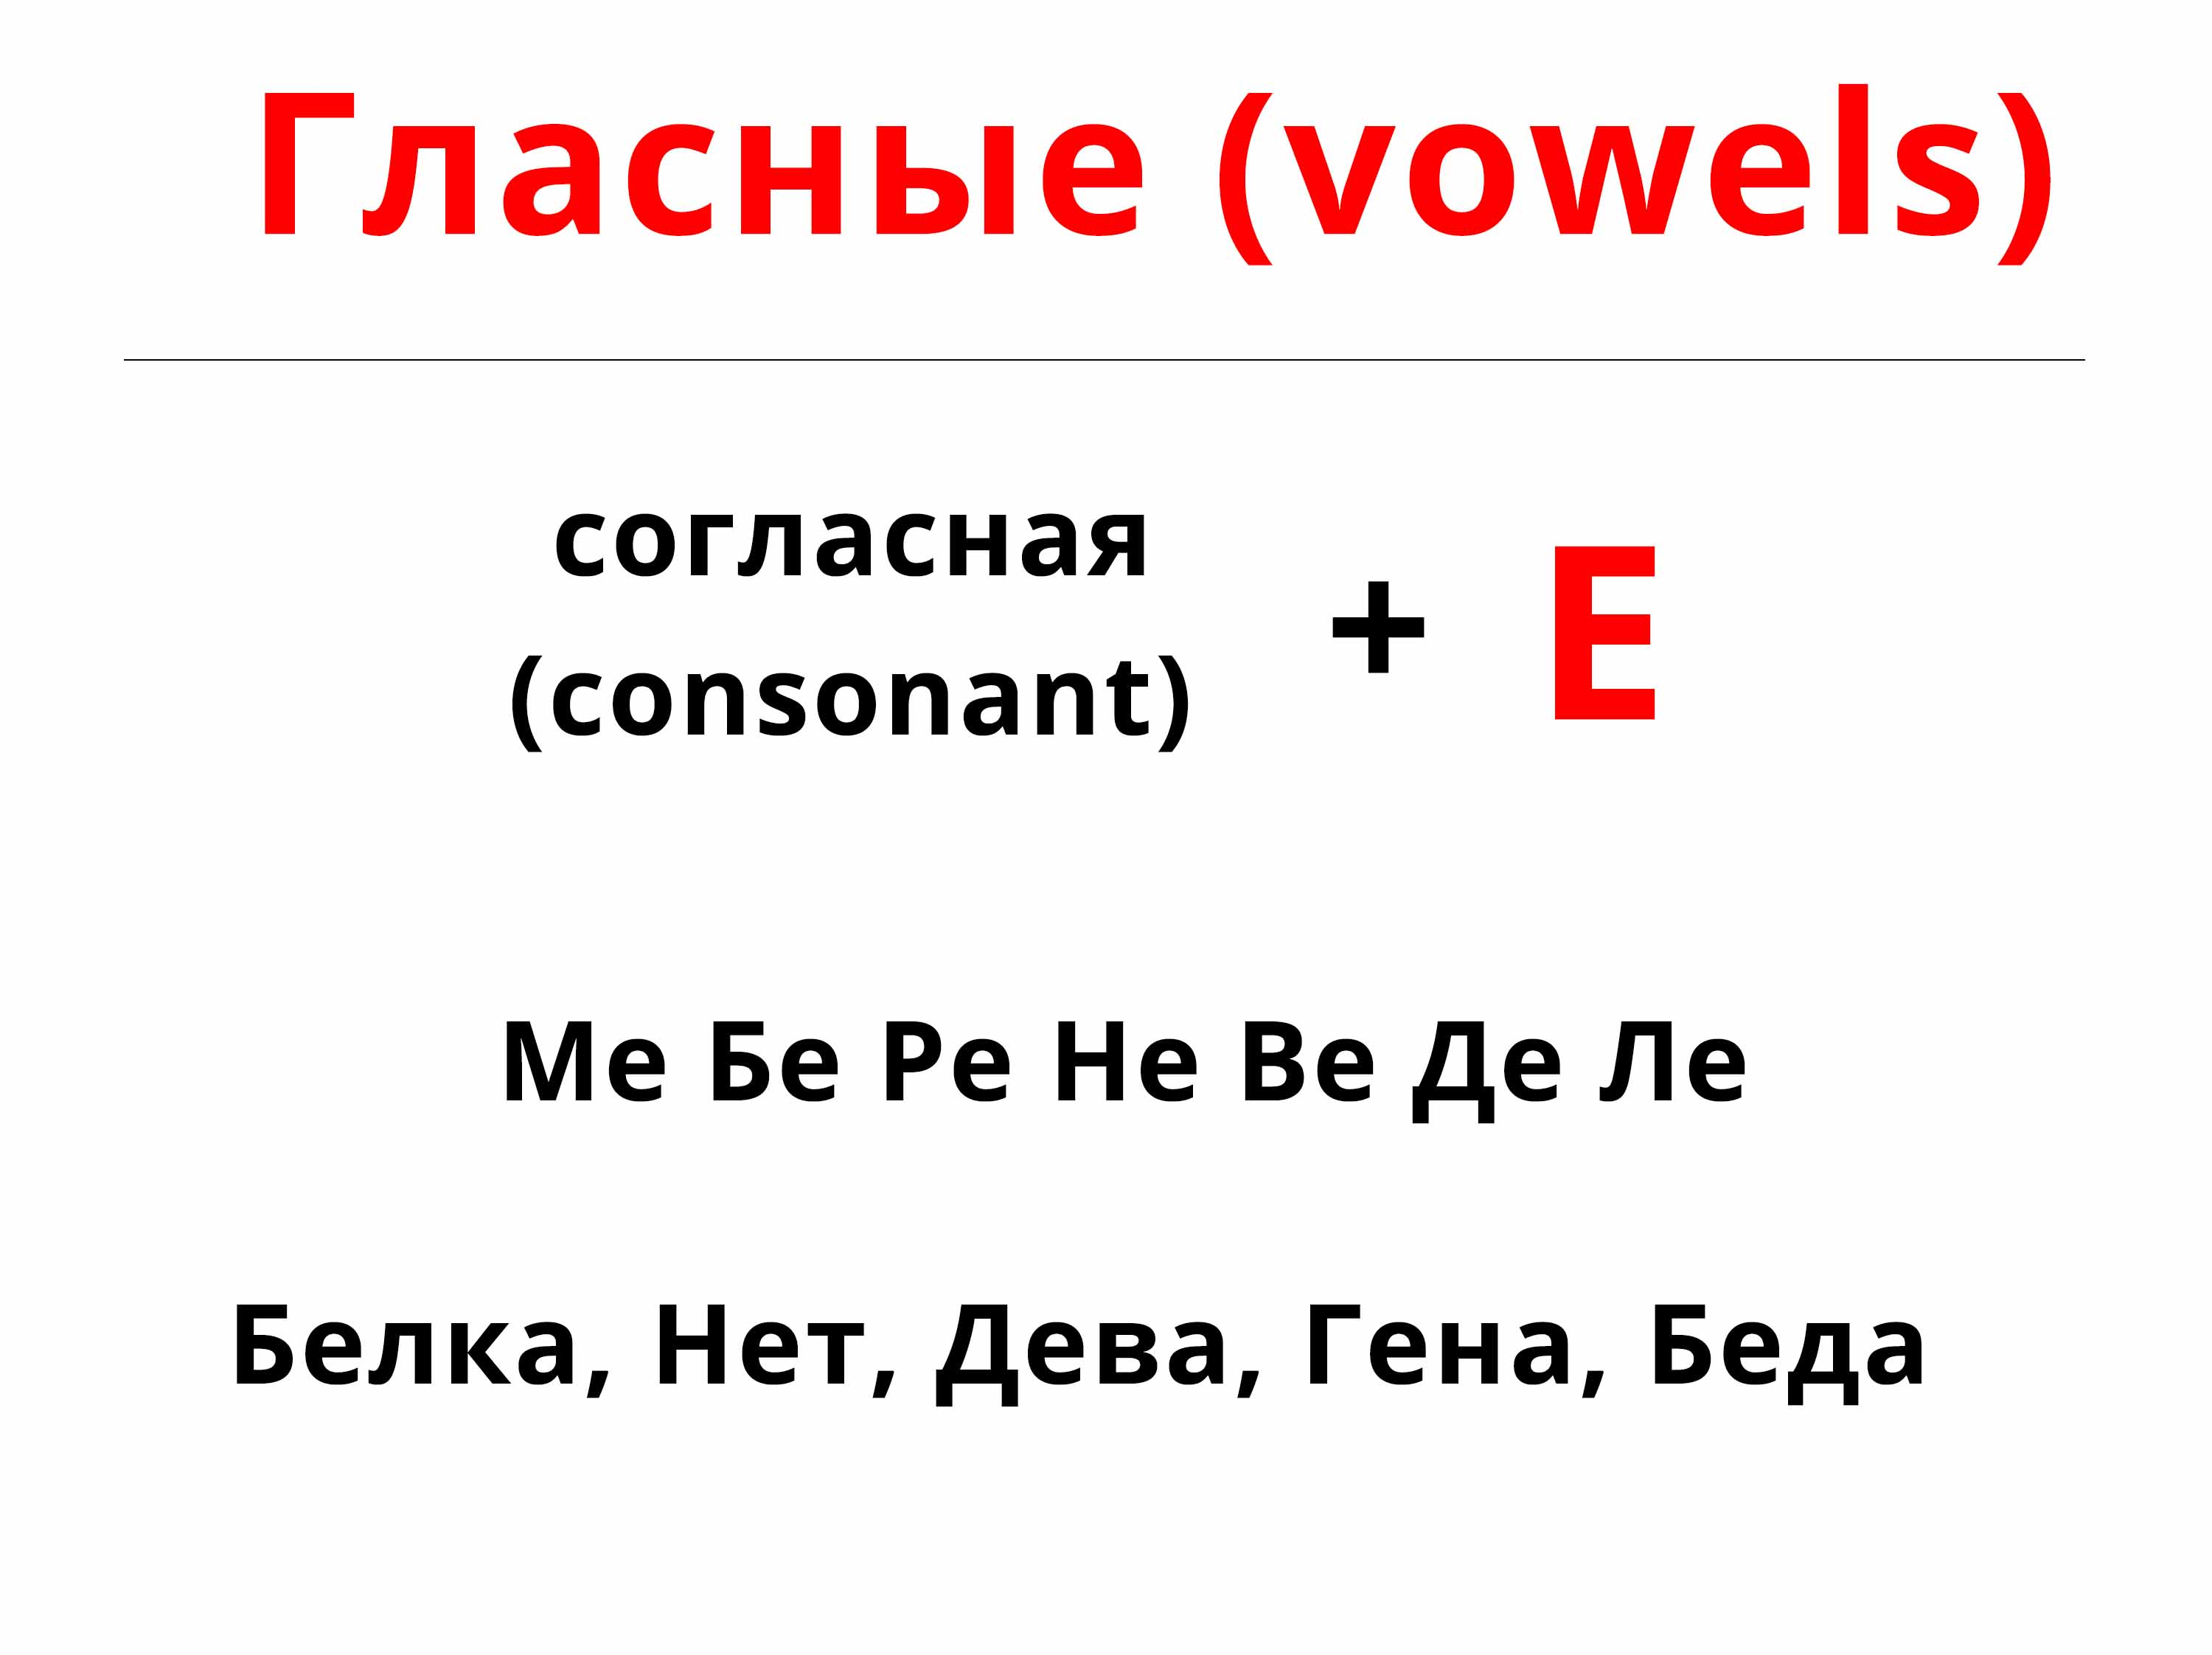 Гласные (vowels)
согласная
(consonant)
+ Е
Ме Бе Ре Не Ве Де Ле
Белка, Нет, Дева, Гена, Беда